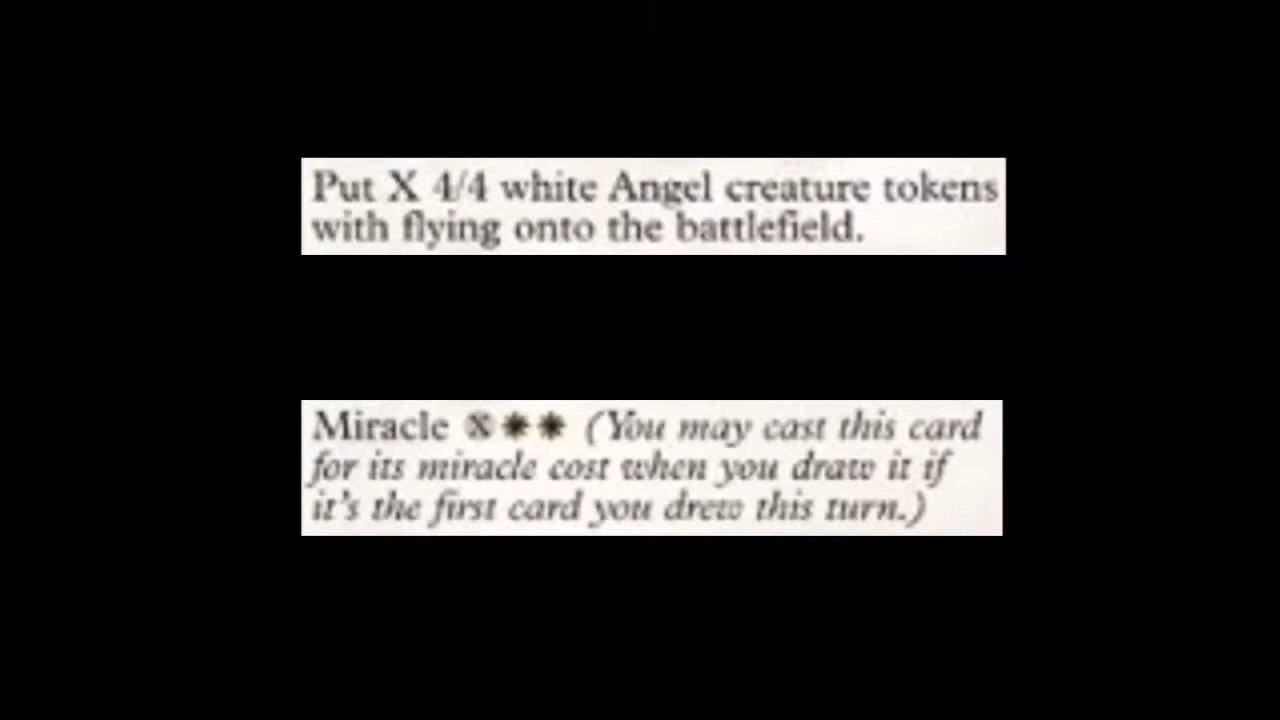 Put X 4/4 white Angel creature tokens
with flying onto the battlefield.
Miracle (You may cast this card
for its miracle cost when you draw it if
it's the first card you drew this turn.)